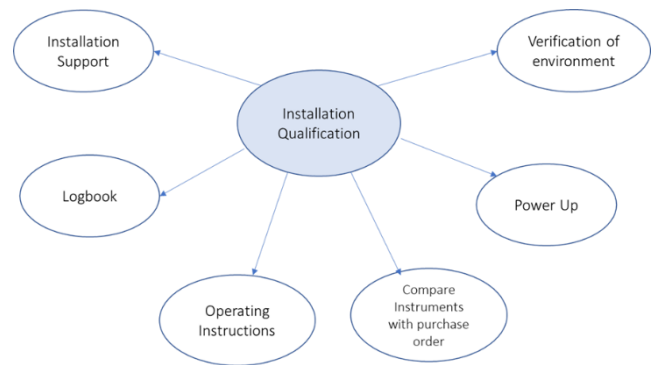 Installation
Support
Verification of
environment
Installation
Qualification
Logbook
Power Up
Operating
Instructions
Compare
Instruments
with purchase
order